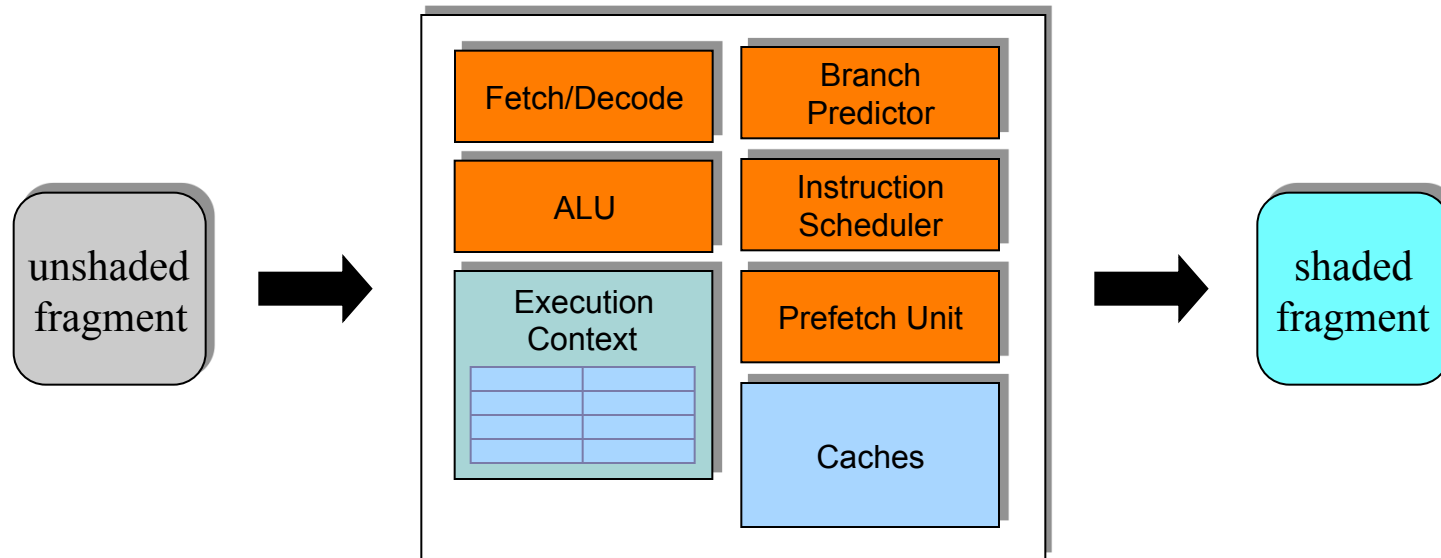 unshaded
fragment
Fetch/Decode
ALU
Execution
Context
Branch
Predictor
Instruction
Scheduler
Prefetch Unit
Caches
shaded
fragment